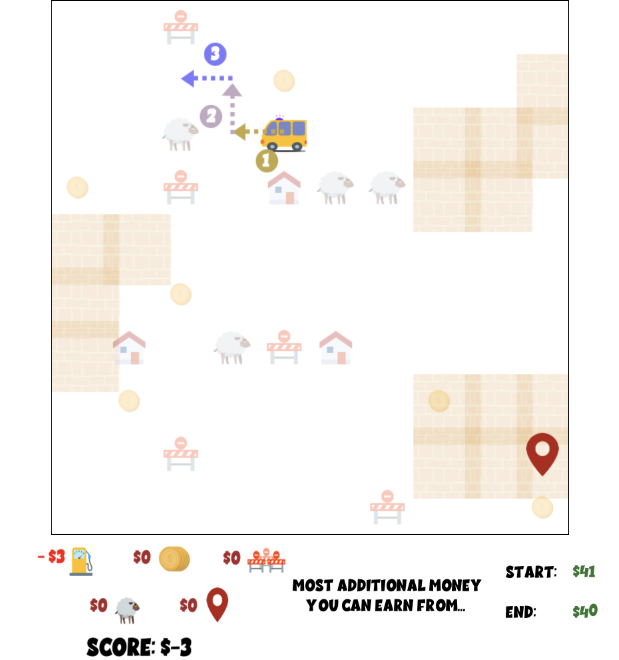 3
2
1
- $3 $0 $0
MOST ADDITIONAL MONEY
YOU CAN EARN FROM...
START: $41
END: $40
$0 $0
SCORE: $-3